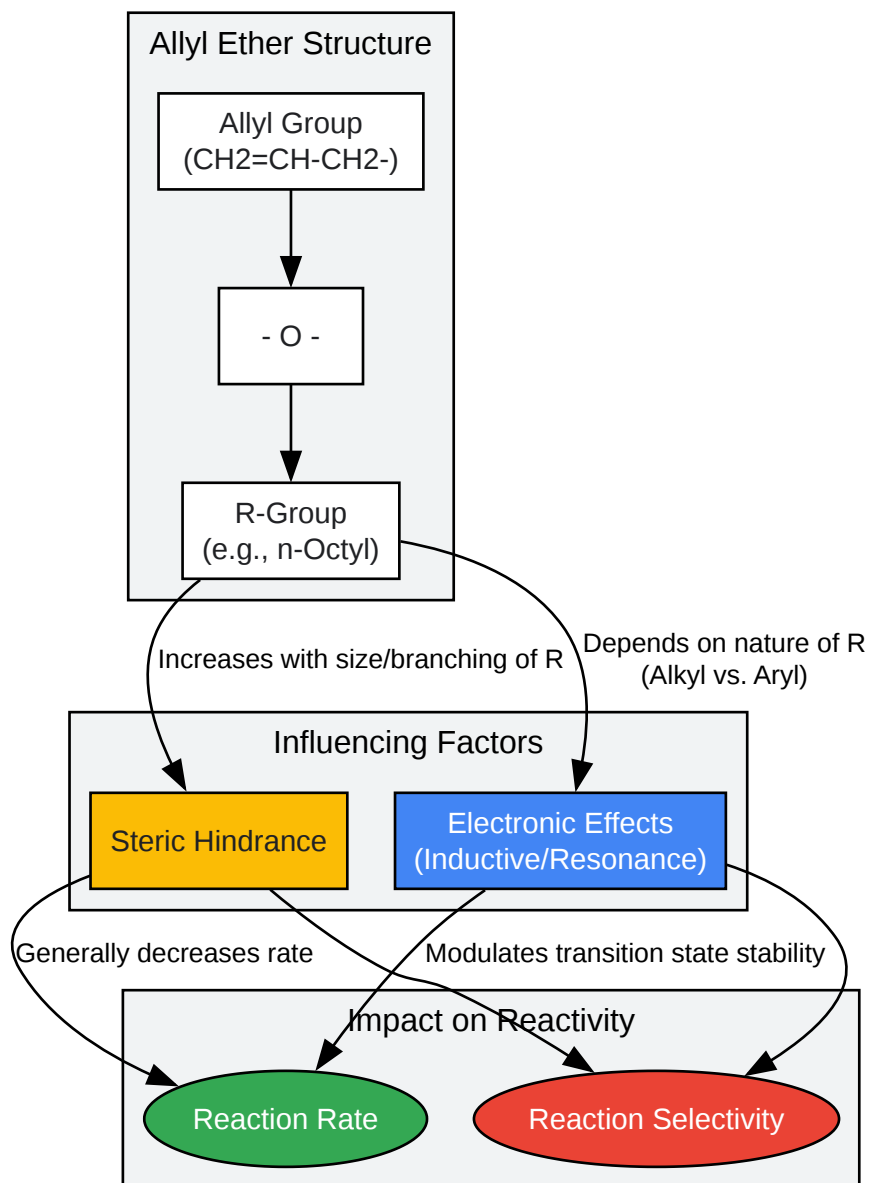 Allyl Ether Structure
Allyl Group
(CH2=CH-CH2-)
- O -
R-Group
(e.g., n-Octyl)
Increases with size/branching of R
Depends on nature of R
(Alkyl vs. Aryl)
Influencing Factors
Steric Hindrance
Electronic Effects
(Inductive/Resonance)
Generally decreases rate
Modulates transition state stability
Impact on Reactivity
Reaction Rate
Reaction Selectivity